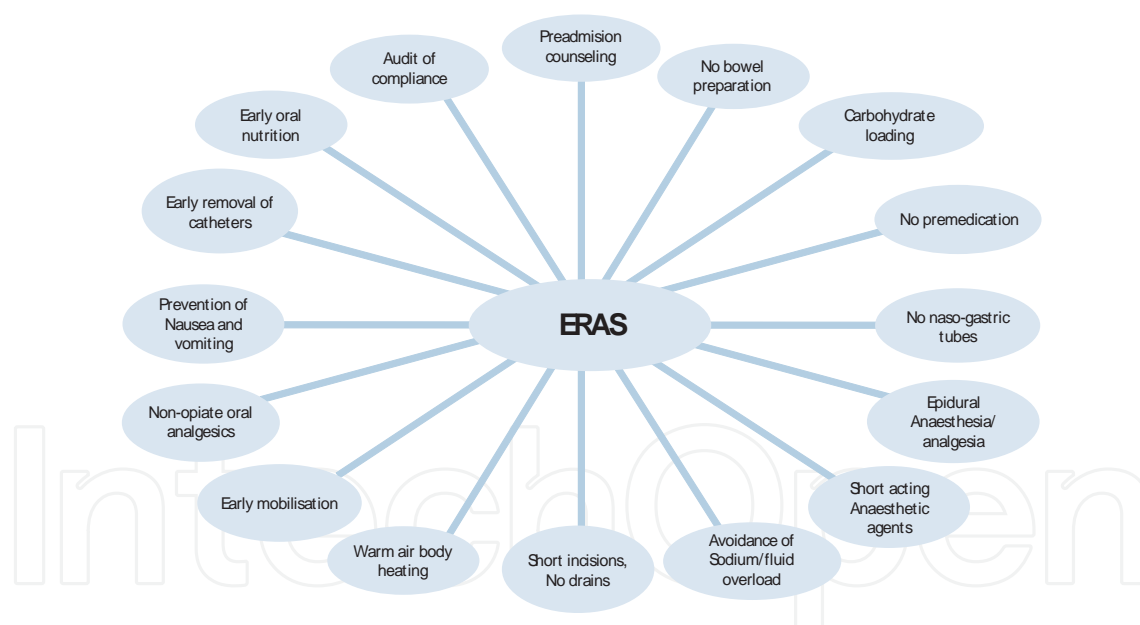 Preadmision
counseling
No bowel
preparation
Carbohydrate
loading
No premedication
No naso-gastric
tubes
Epidural
Anaesthesia/
analgesia
Short acting
Anaesthetic
agents
Avoidance of
Sodium/fluid
overload
Short incisions,
No drains
Warm air body
heating
Early mobilisation
Non-opiate oral
analgesics
Prevention of
Nausea and
vomiting
Early removal of
catheters
Early oral
nutrition
Audit of
compliance
ERAS
IntechOpen